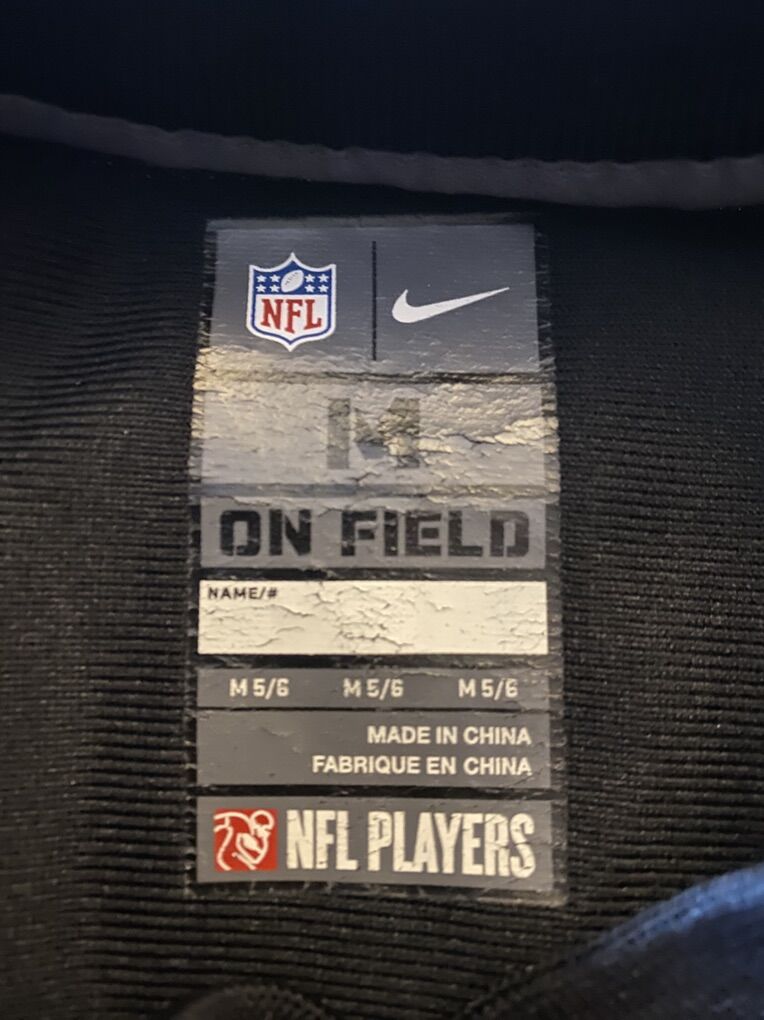 NFL
M
ON FIELD
NAME/#
M 5/6 M 5/6 M 5/6
MADE IN CHINA
FABRIQUE EN CHINA
NFL PLAYERS